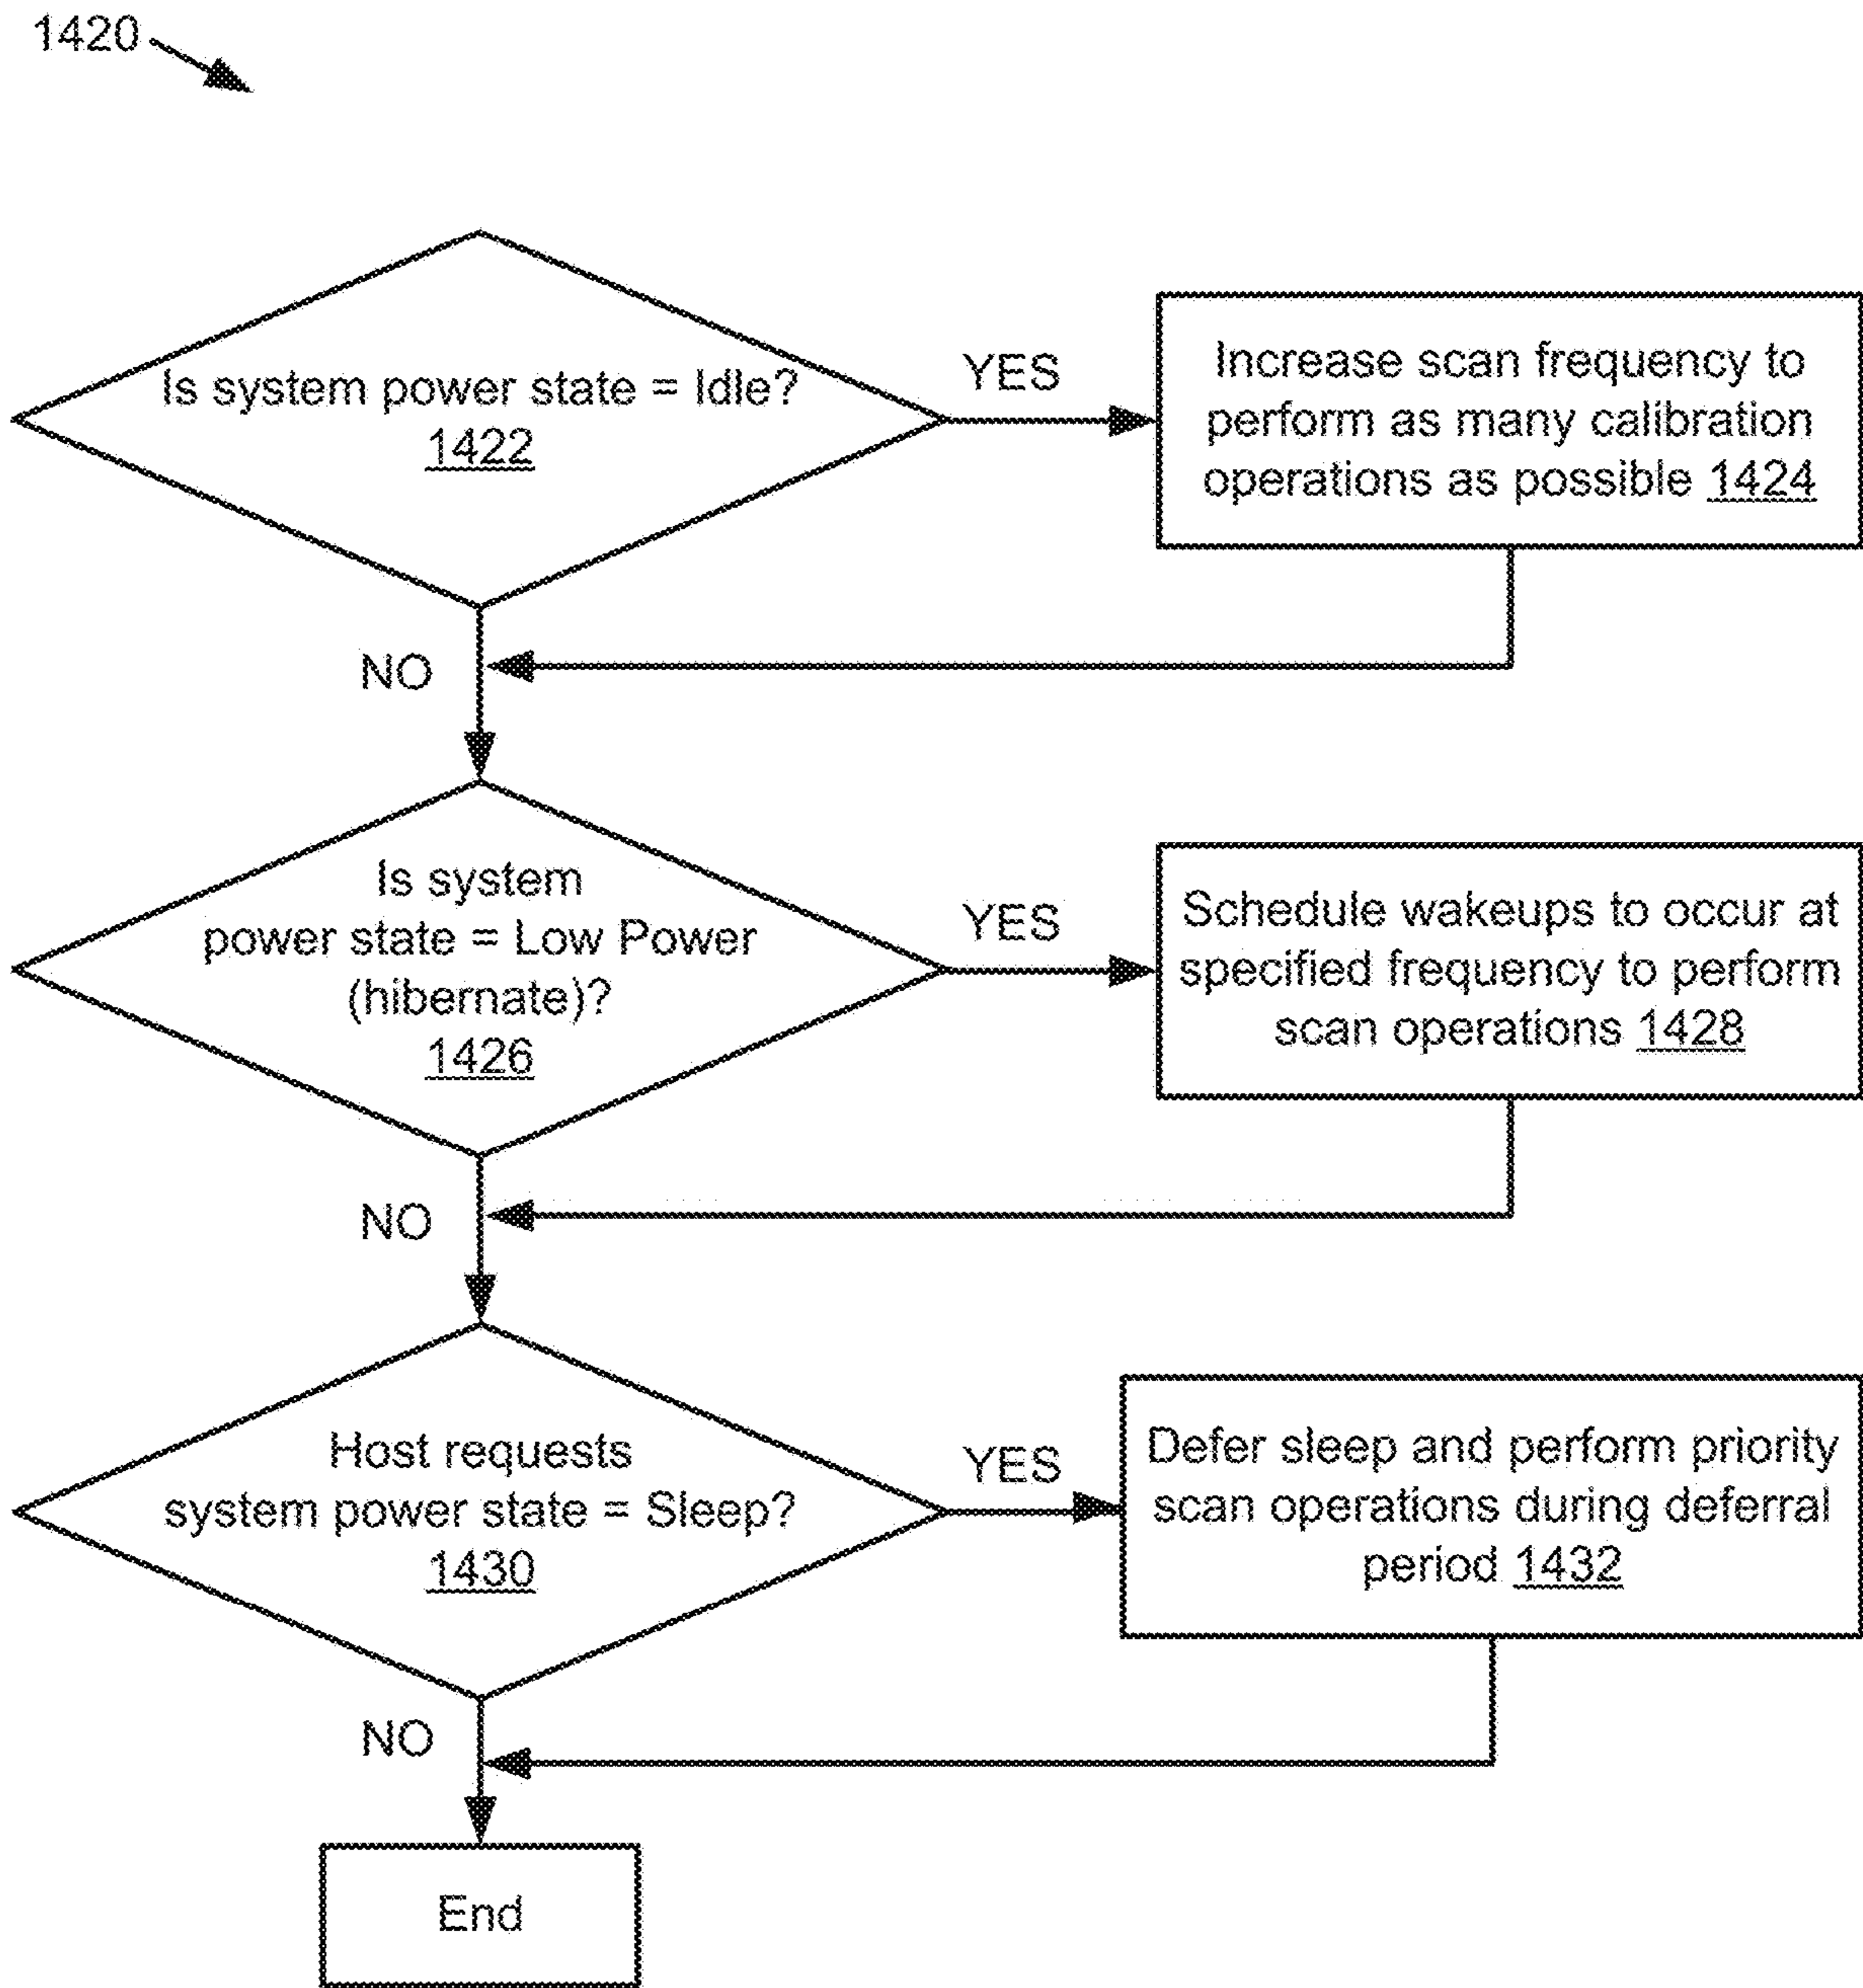 1420
Is system power state = Idle?
1422
YES
Increase scan frequency to
perform as many calibration
operations as possible 1424
NO
Is system
power state = Low Power
(hibernate)?
1426
YES
Schedule wakeups to occur at
specified frequency to perform
scan operations 1428
NO
Host requests
system power state = Sleep?
1430
YES
Defer sleep and perform priority
scan operations during deferral
period 1432
NO
End